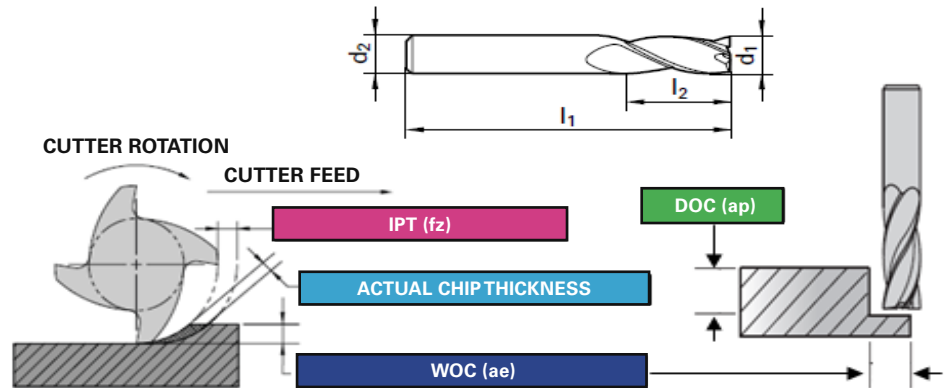 d₂
d₁
l₂
l₁
CUTTER ROTATION
CUTTER FEED
DOC (ap)
IPT (fz)
ACTUAL CHIP THICKNESS
WOC (ae)